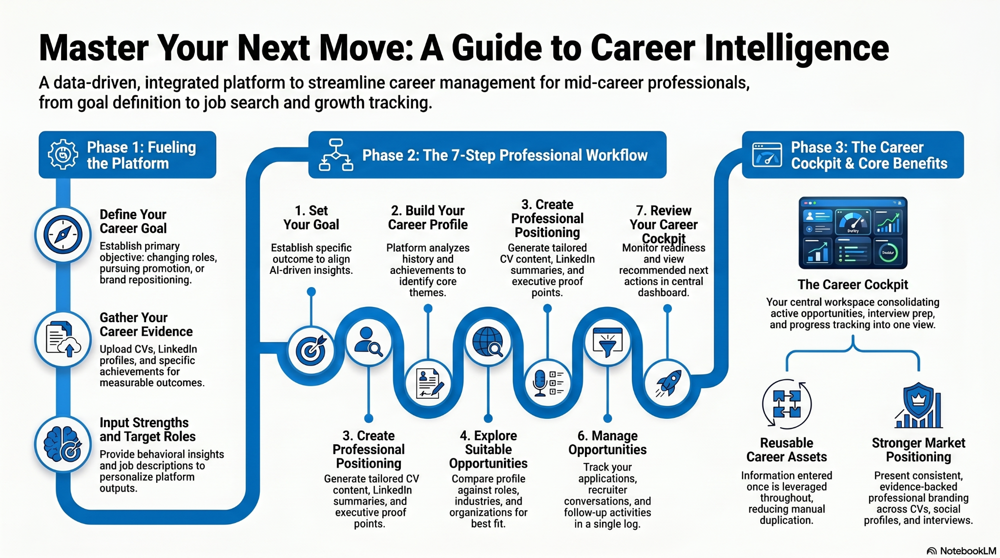 Master Your Next Move: A Guide to Career Intelligence
A data-driven, integrated platform to streamline career management for mid-career professionals,
from goal definition to job search and growth tracking.
Phase 1: Fueling
the Platform
Define Your
Career Goal
Establish primary
objective: changing roles,
pursuing promotion, or
brand repositioning.
Gather Your
Career Evidence
Upload CVs, LinkedIn
profiles, and specific
achievements for
measurable outcomes.
Input Strengths
and Target Roles
Provide behavioral insights
and job descriptions to
personalize platform
outputs.
Phase 2: The 7-Step Professional Workflow
1. Set
Your Goal
Establish specific
outcome to align
AI-driven insights.
2. Build Your
Career Profile
Platform analyzes
history and
achievements to
identify core
themes.
3. Create
Professional
Positioning
Generate tailored
CV content, LinkedIn
summaries, and
executive proof
points.
7. Review
Your Career
Cockpit
Monitor readiness
and view
recommended next
actions in central
dashboard.
3. Create
Professional
Positioning
Generate tailored CV
content, LinkedIn
summaries, and
executive proof
points.
4. Explore
Suitable
Opportunities
Compare profile
against roles,
industries, and
organizations for
best fit.
6. Manage
Opportunities
Track your
applications,
recruiter
conversations, and
follow-up activities
in a single log.
Phase 3: The Career
Cockpit & Core Benefits
The Career Cockpit
Your central workspace consolidating
active opportunities, interview prep,
and progress tracking into one view.
Reusable
Career Assets
Information entered
once is leveraged
throughout,
reducing manual
duplication.
Stronger Market
Positioning
Present consistent,
evidence-backed
professional branding
across CVs, social
profiles, and interviews.
NotebookLM